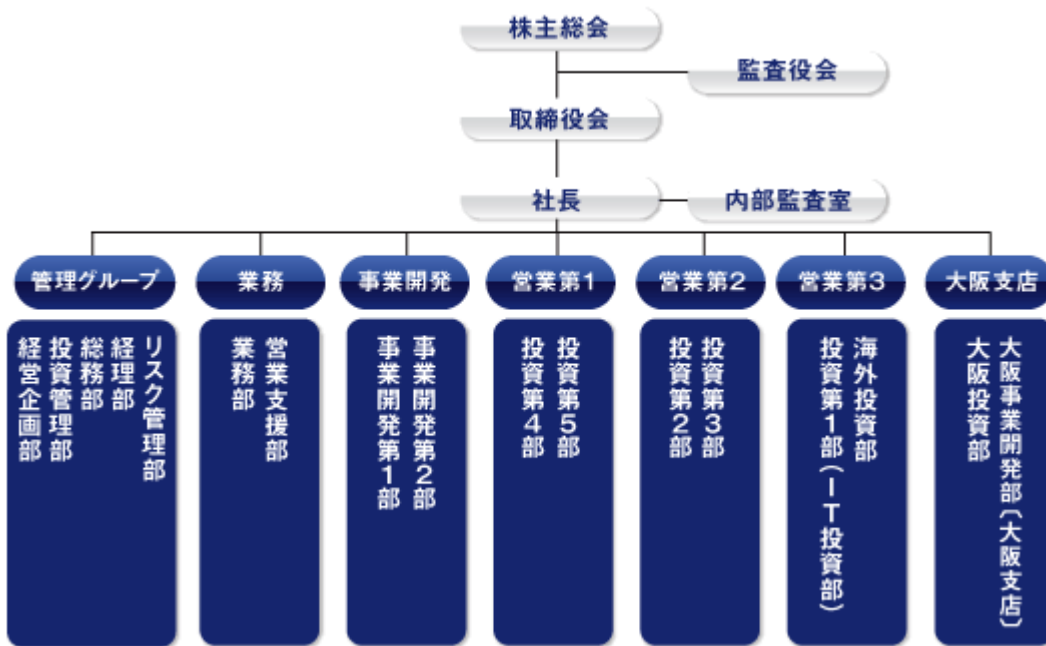 株主総会
監査役会
取締役会
社長
内部監査室
管理グループ
業務
事業開発
営業第1
営業第2
営業第3
大阪支店
リスク管理部
経理部
総務部
投資管理部
経営企画部
営業支援部
業務部
事業開発第2部
事業開発第1部
投資第5部
投資第4部
投資第3部
投資第2部
海外投資部
投資第1部(IT投資部)
大阪事業開発部〔大阪支店〕
大阪投資部